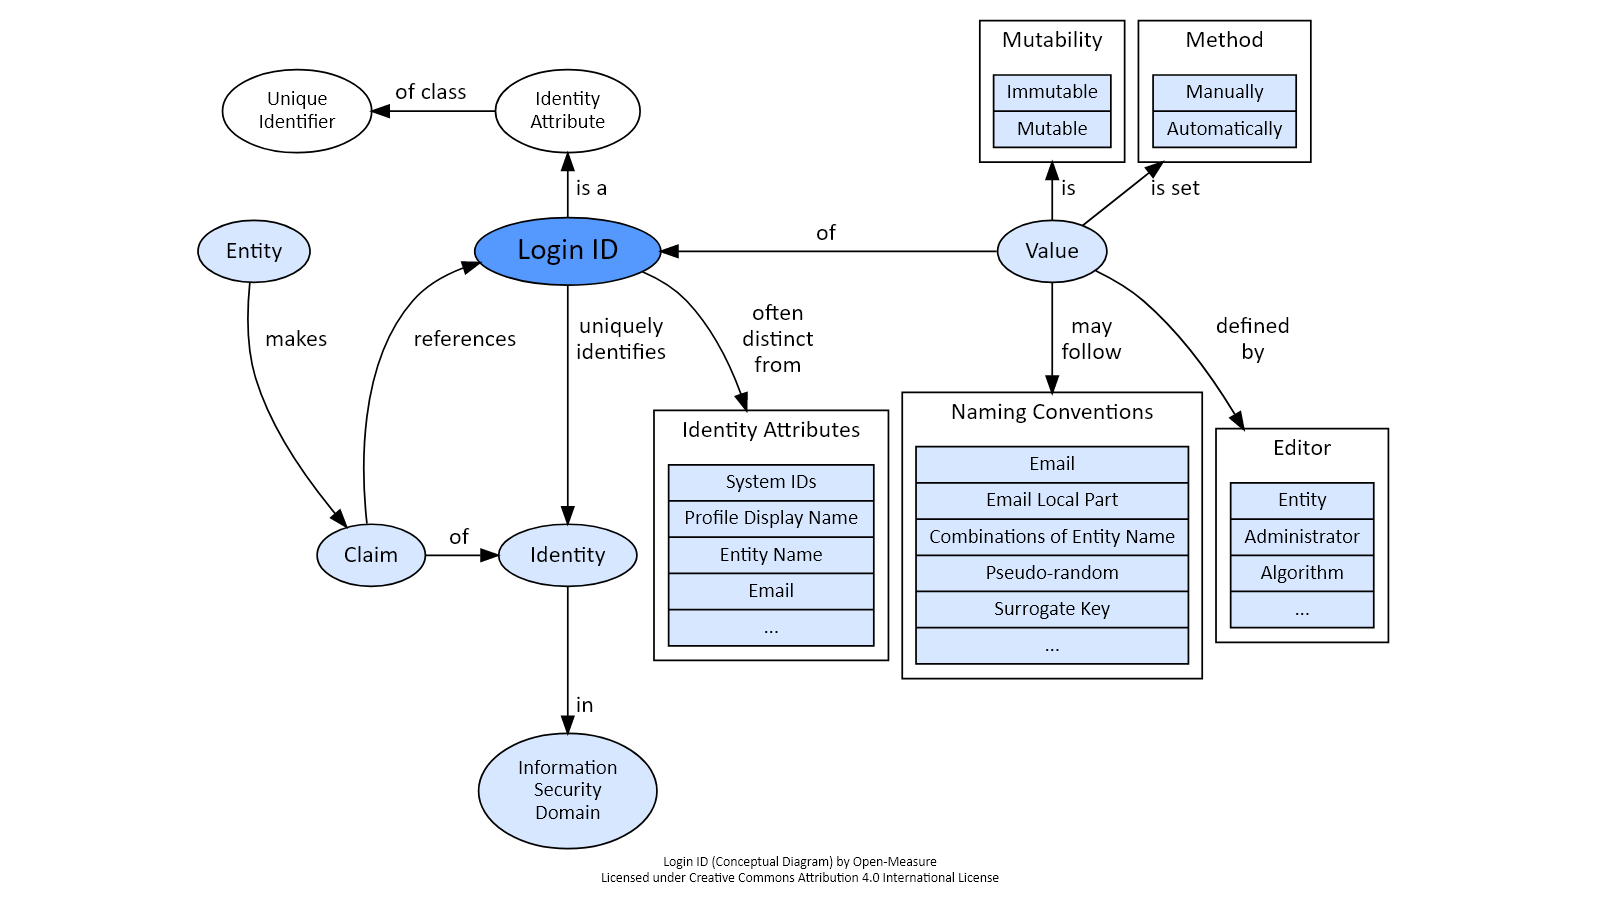 Mutability
Method
Immutable
Mutable
Manually
Automatically
Unique
Identifier
of class
Identity
Attribute
is a
is
is set
Entity
Login ID
of
Value
makes
references
uniquely
identifies
often
distinct
from
may
follow
defined
by
Identity Attributes
System IDs
Profile Display Name
Entity Name
Email
...
Naming Conventions
Email
Email Local Part
Combinations of Entity Name
Pseudo-random
Surrogate Key
...
Editor
Entity
Administrator
Algorithm
...
Claim
of
Identity
in
Information
Security
Domain
Login ID (Conceptual Diagram) by Open-Measure
Licensed under Creative Commons Attribution 4.0 International License